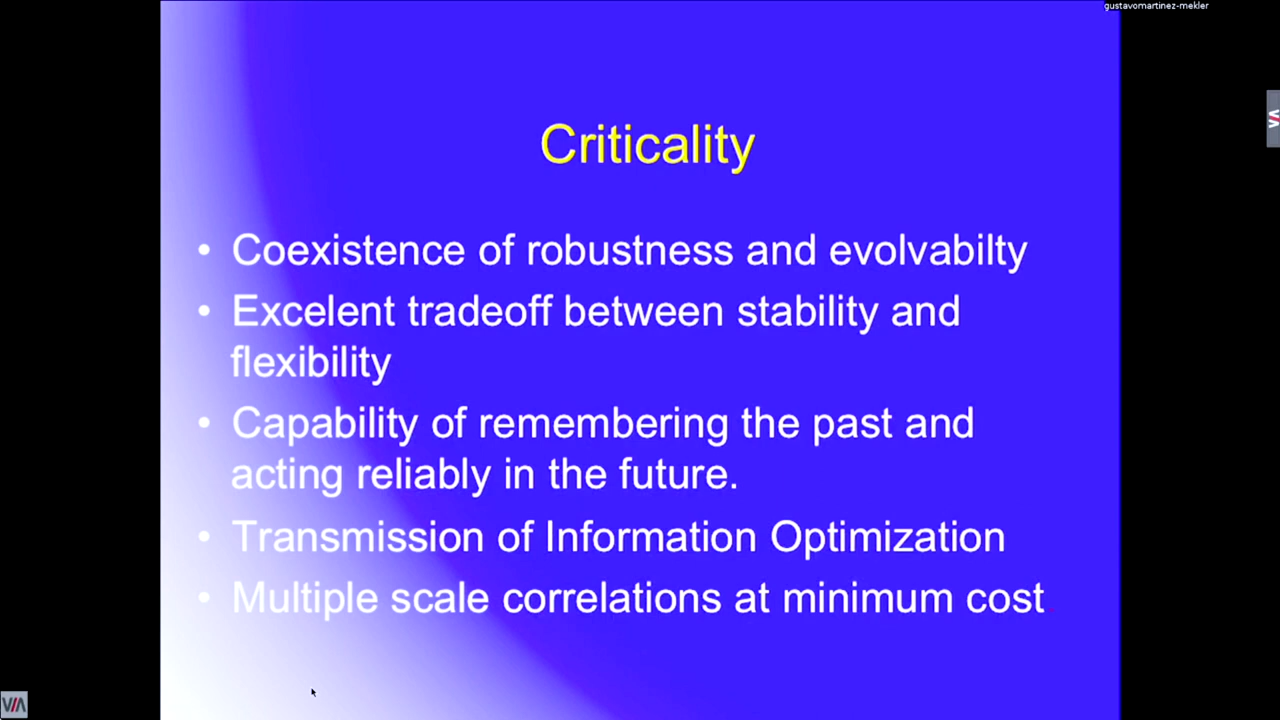 gustavomartinez-mekler
Criticality
• Coexistence of robustness and evolvabilty
• Excelent tradeoff between stability and
flexibility
• Capability of remembering the past and
acting reliably in the future.
• Transmission of Information Optimization
• Multiple scale correlations at minimum cost
VIA